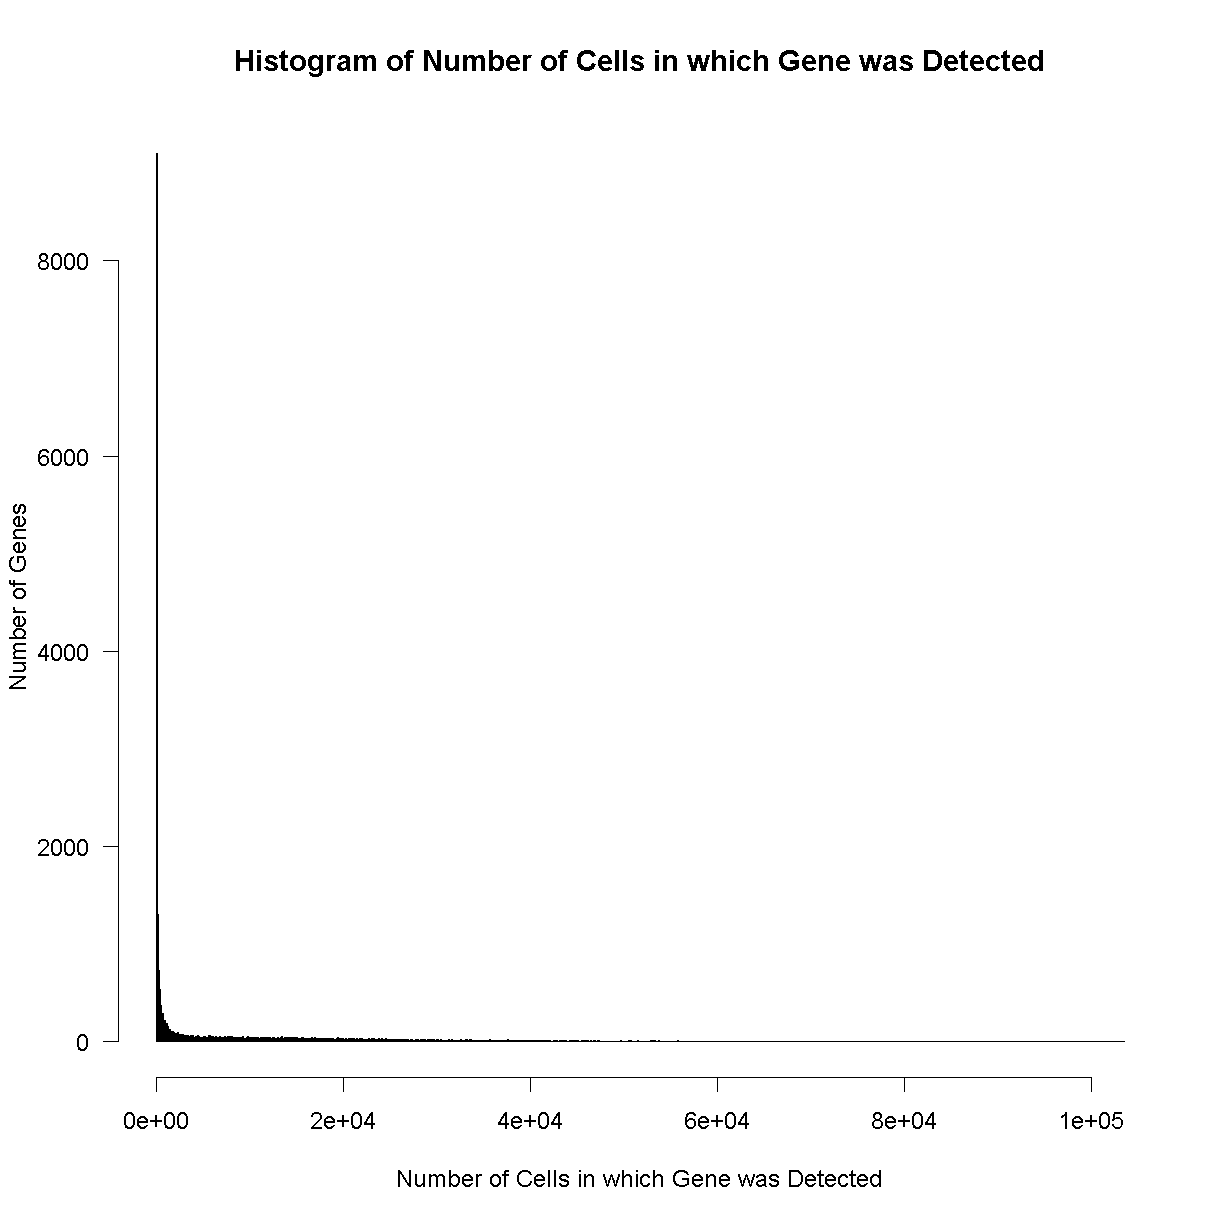 Histogram of Number of Cells in which Gene was Detected
Number of Genes
8000
6000
4000
2000
0
0e+00 2e+04 4e+04 6e+04 8e+04 1e+05
Number of Cells in which Gene was Detected